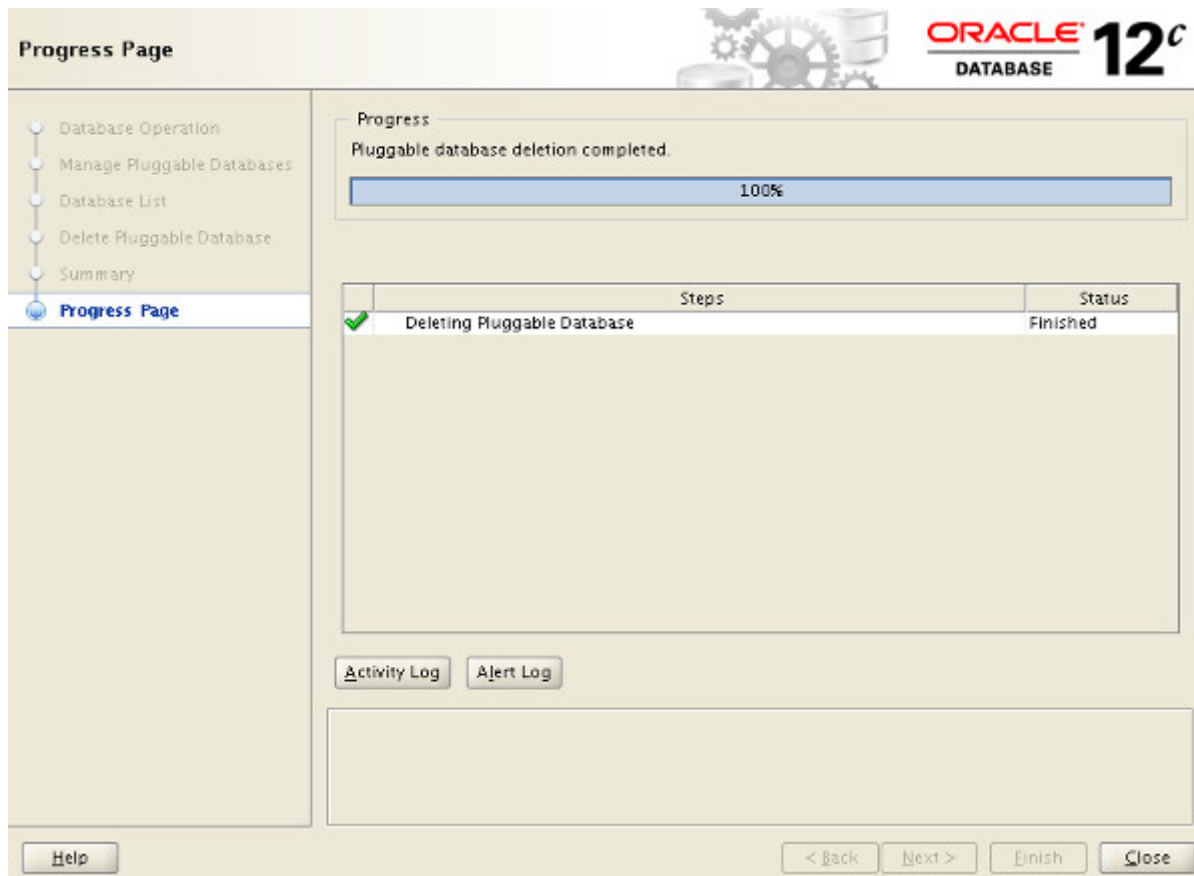 Progress Page
ORACLE
DATABASE
12c
Database Operation
Manage Pluggable Databases
Database List
Delete Pluggable Database
Summary
Progress Page
Progress
Pluggable database deletion completed.
100%
Steps Status
Deleting Pluggable Database Finished
Activity Log Alert Log
Help < Back Next > Finish Close